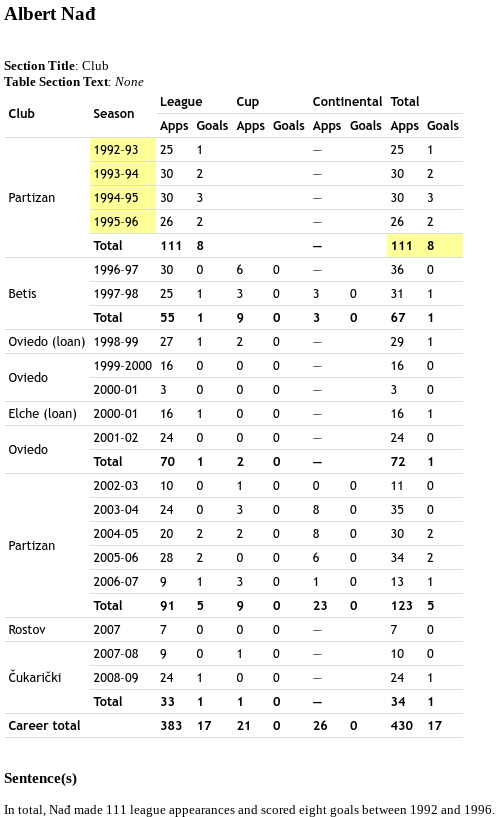 Albert Nađ
Section Title: Club
Table Section Text: None
Club Season League Cup Continental Total
Apps Goals Apps Goals Apps Goals Apps Goals
Partizan 1992–93 25 1 — 25 1
1993–94 30 2 — 30 2
1994–95 30 3 — 30 3
1995–96 26 2 — 26 2
Total 111 8 — 111 8
Betis 1996–97 30 0 6 0 — 36 0
1997–98 25 1 3 0 3 0 31 1
Total 55 1 9 0 3 0 67 1
Oviedo (loan) 1998–99 27 1 2 0 — 29 1
Oviedo 1999–2000 16 0 0 0 — 16 0
2000–01 3 0 0 0 — 3 0
Elche (loan) 2000–01 16 1 0 0 — 16 1
Oviedo 2001–02 24 0 0 0 — 24 0
Total 70 1 2 0 — 72 1
Partizan 2002–03 10 0 1 0 0 0 11 0
2003–04 24 0 3 0 8 0 35 0
2004–05 20 2 2 0 8 0 30 2
2005–06 28 2 0 0 6 0 34 2
2006–07 9 1 3 0 1 0 13 1
Total 91 5 9 0 23 0 123 5
Rostov 2007 7 0 0 0 — 7 0
Čukarički 2007–08 9 0 1 0 — 10 0
2008–09 24 1 0 0 — 24 1
Total 33 1 1 0 — 34 1
Career total 383 17 21 0 26 0 430 17
Sentence(s)
In total, Nađ made 111 league appearances and scored eight goals between 1992 and 1996.